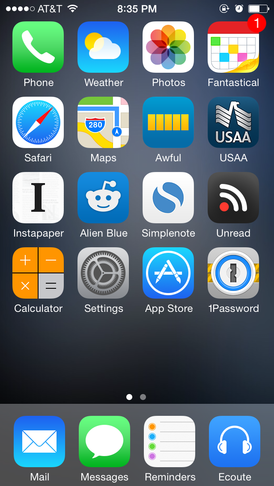 AT&T 8:35 PM
1
Phone Weather Photos Fantastical
280
USAA
Safari Maps Awful USAA
I
Instapaper Alien Blue Simplenote Unread
Calculator Settings App Store 1Password
Mail Messages Reminders Ecoute